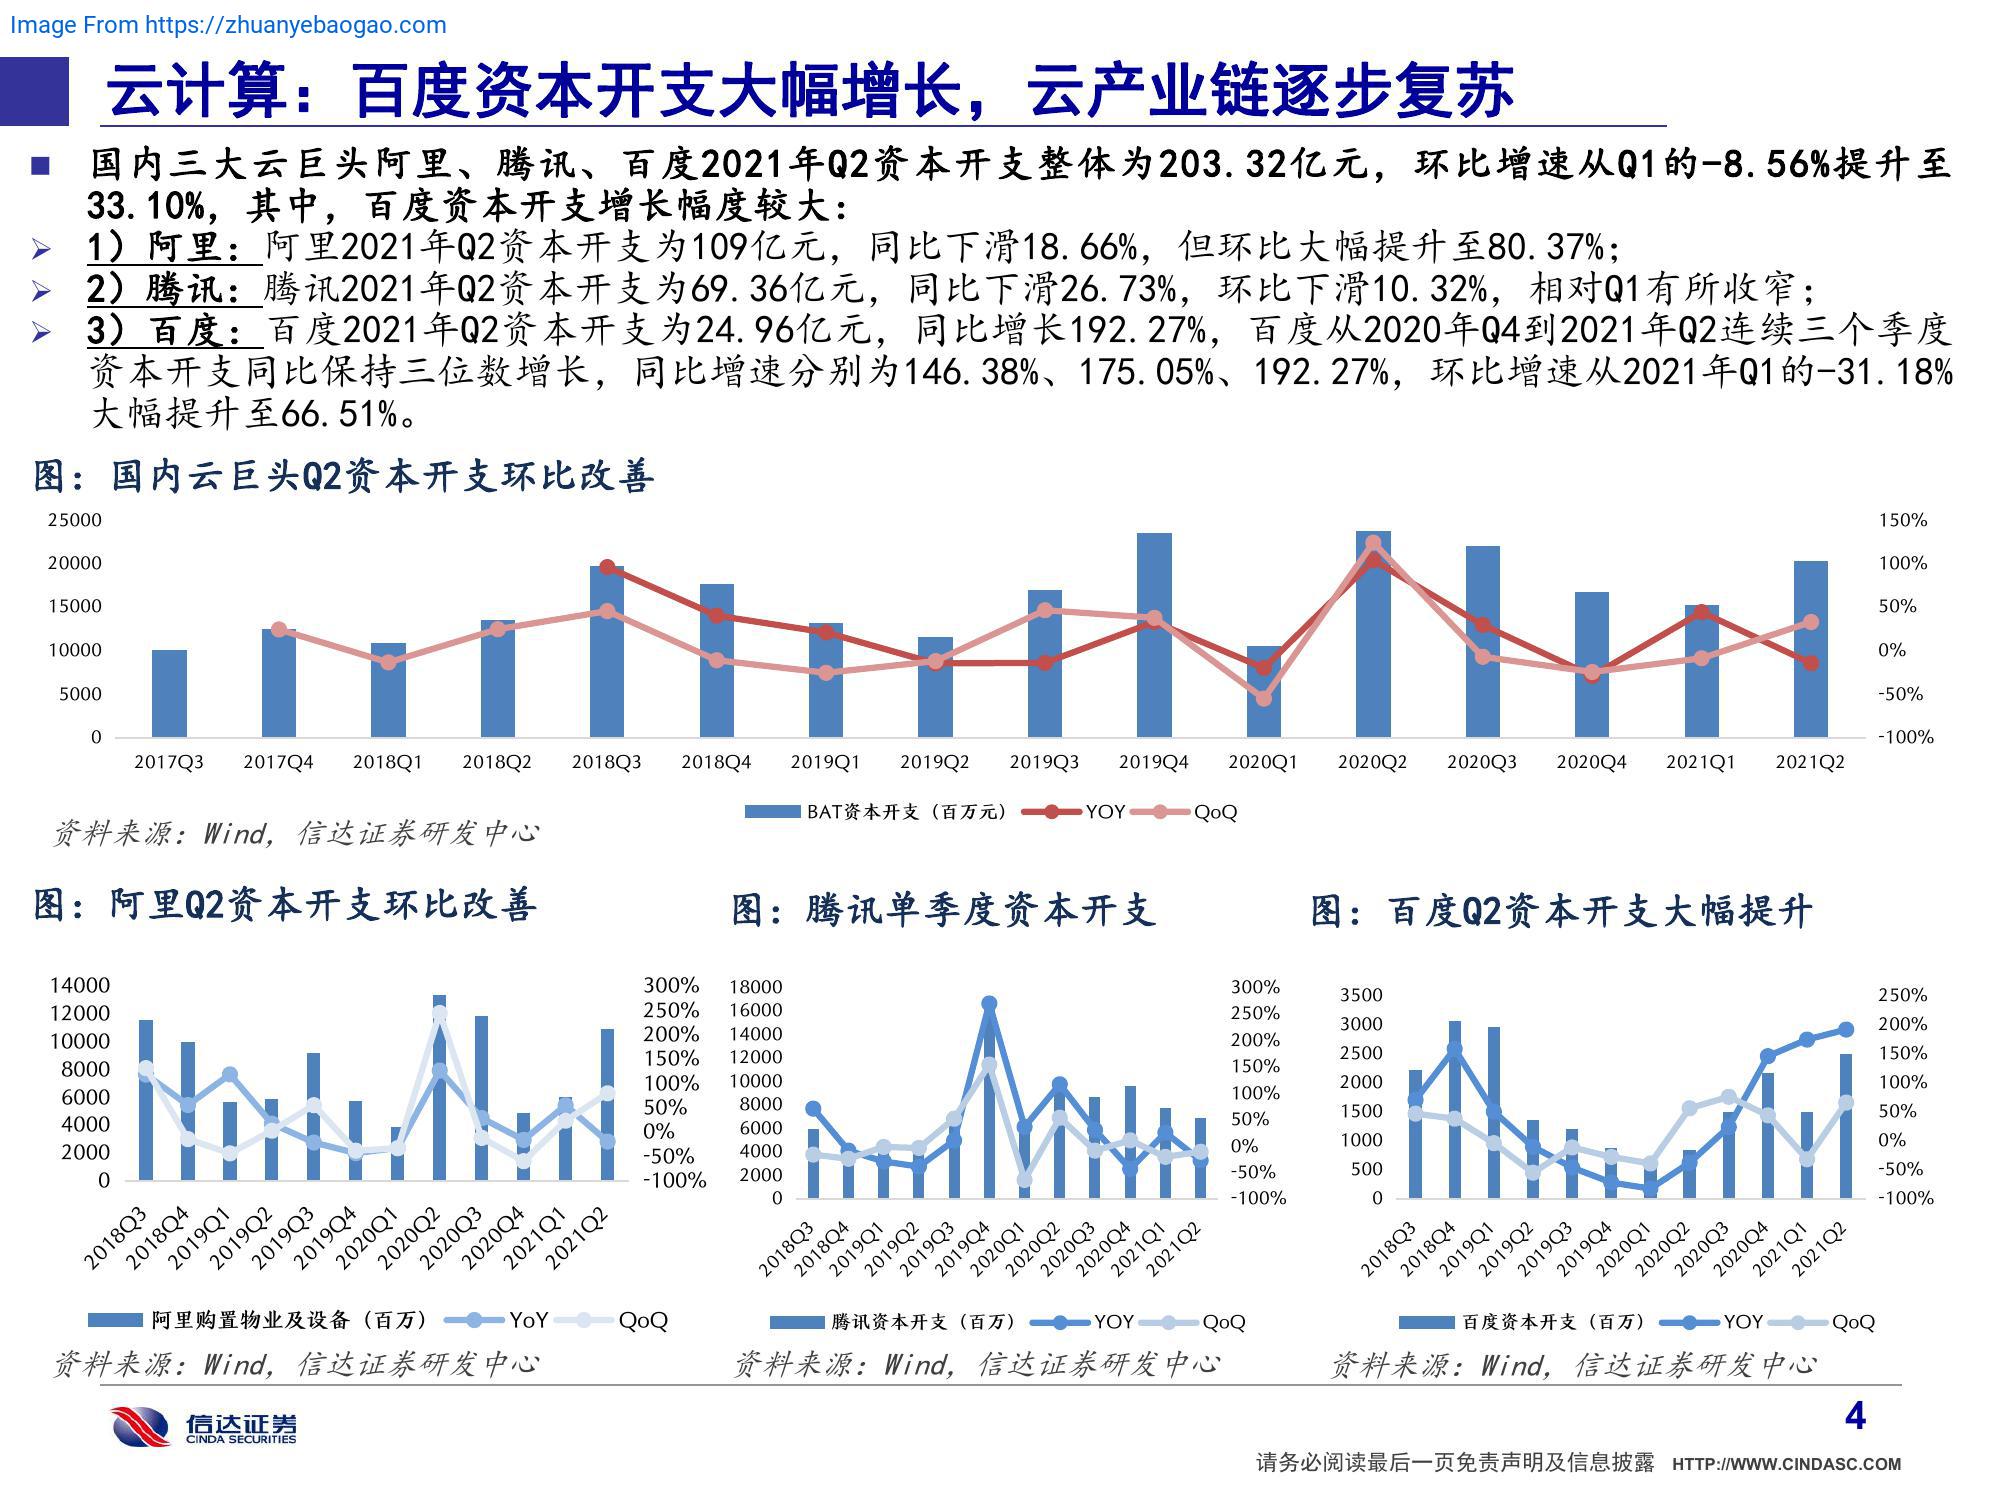 Image From https://zhuanyebaogao.com
云计算：百度资本开支大幅增长，云产业链逐步复苏
国内三大云巨头阿里、腾讯、百度2021年Q2资本开支整体为203.32亿元，环比增速从Q1的-8.56%提升至
33.10%，其中，百度资本开支增长幅度较大：
1）阿里：阿里2021年Q2资本开支为109亿元，同比下滑18.66%，但环比大幅提升至80.37%；
2）腾讯：腾讯2021年Q2资本开支为69.36亿元，同比下滑26.73%，环比下滑10.32%，相对Q1有所收窄；
3）百度：百度2021年Q2资本开支为24.96亿元，同比增长192.27%，百度从2020年Q4到2021年Q2连续三个季度
资本开支同比保持三位数增长，同比增速分别为146.38%、175.05%、192.27%，环比增速从2021年Q1的-31.18%
大幅提升至66.51%。
图：国内云巨头Q2资本开支环比改善
25000 150%
20000 100%
15000 50%
10000 0%
5000 -50%
0 -100%
2017Q3 2017Q4 2018Q1 2018Q2 2018Q3 2018Q4 2019Q1 2019Q2 2019Q3 2019Q4 2020Q1 2020Q2 2020Q3 2020Q4 2021Q1 2021Q2
BAT资本开支（百万元） YOY QoQ
资料来源：Wind，信达证券研发中心
图：阿里Q2资本开支环比改善
14000 300%
12000 250%
10000 200%
8000 150%
6000 100%
4000 50%
2000 0%
0 -50%
-100%
2018Q3 2018Q4 2019Q1 2019Q2 2019Q3 2019Q4 2020Q1 2020Q2 2020Q3 2020Q4 2021Q1 2021Q2
阿里购置物业及设备（百万） YoY QoQ
资料来源：Wind，信达证券研发中心
图：腾讯单季度资本开支
18000 300%
16000 250%
14000 200%
12000 150%
10000 100%
8000 50%
6000 0%
4000 -50%
2000 -100%
0
2018Q3 2018Q4 2019Q1 2019Q2 2019Q3 2019Q4 2020Q1 2020Q2 2020Q3 2020Q4 2021Q1 2021Q2
腾讯资本开支（百万） YOY QoQ
资料来源：Wind，信达证券研发中心
图：百度Q2资本开支大幅提升
3500 250%
3000 200%
2500 150%
2000 100%
1500 50%
1000 0%
500 -50%
0 -100%
2018Q3 2018Q4 2019Q1 2019Q2 2019Q3 2019Q4 2020Q1 2020Q2 2020Q3 2020Q4 2021Q1 2021Q2
百度资本开支（百万） YOY QoQ
资料来源：Wind，信达证券研发中心
信达证券
CINDA SECURITIES
4
请务必阅读最后一页免责声明及信息披露 HTTP://WWW.CINDASC.COM